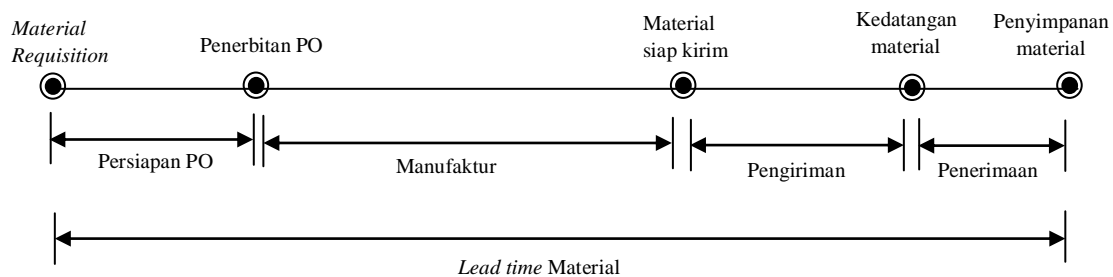 Material
Requisition
Penerbitan PO
Material
siap kirim
Kedatangan
material
Penyimpanan
material
Persiapan PO
Manufaktur
Pengiriman
Penerimaan
Lead time Material